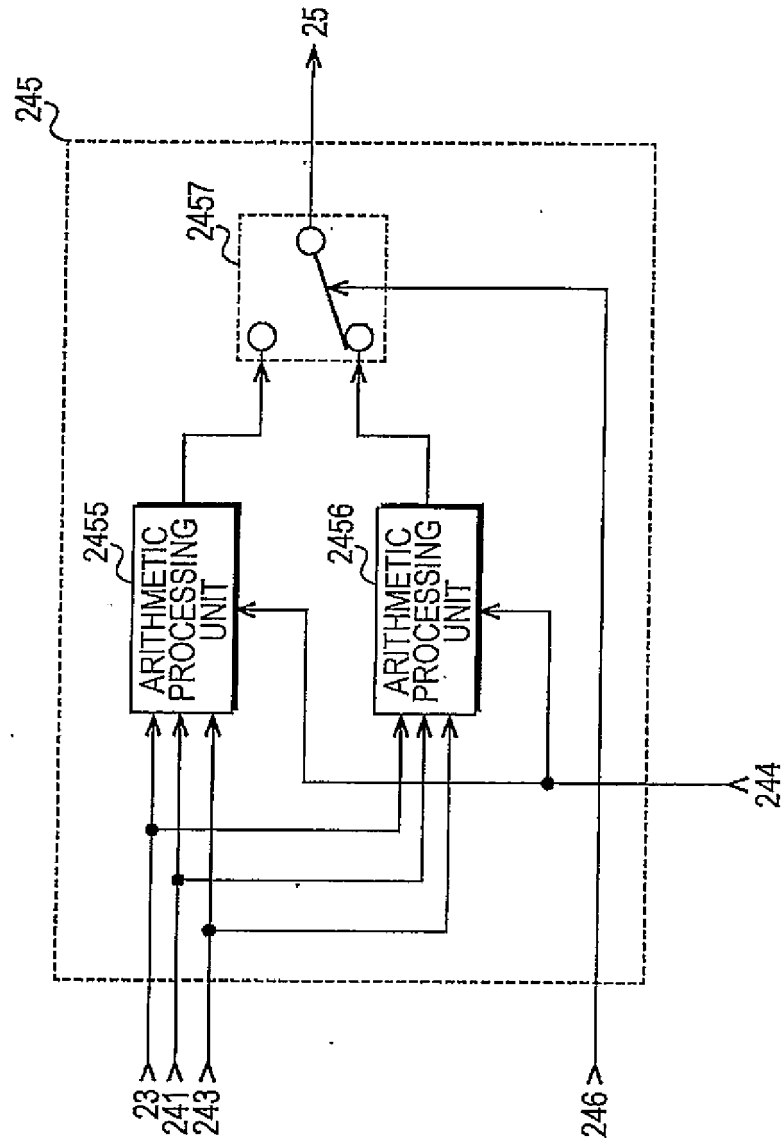 245
2457
25
2455
ARITHMETIC
PROCESSING
UNIT
2456
ARITHMETIC
PROCESSING
UNIT
23
241
243
246
244